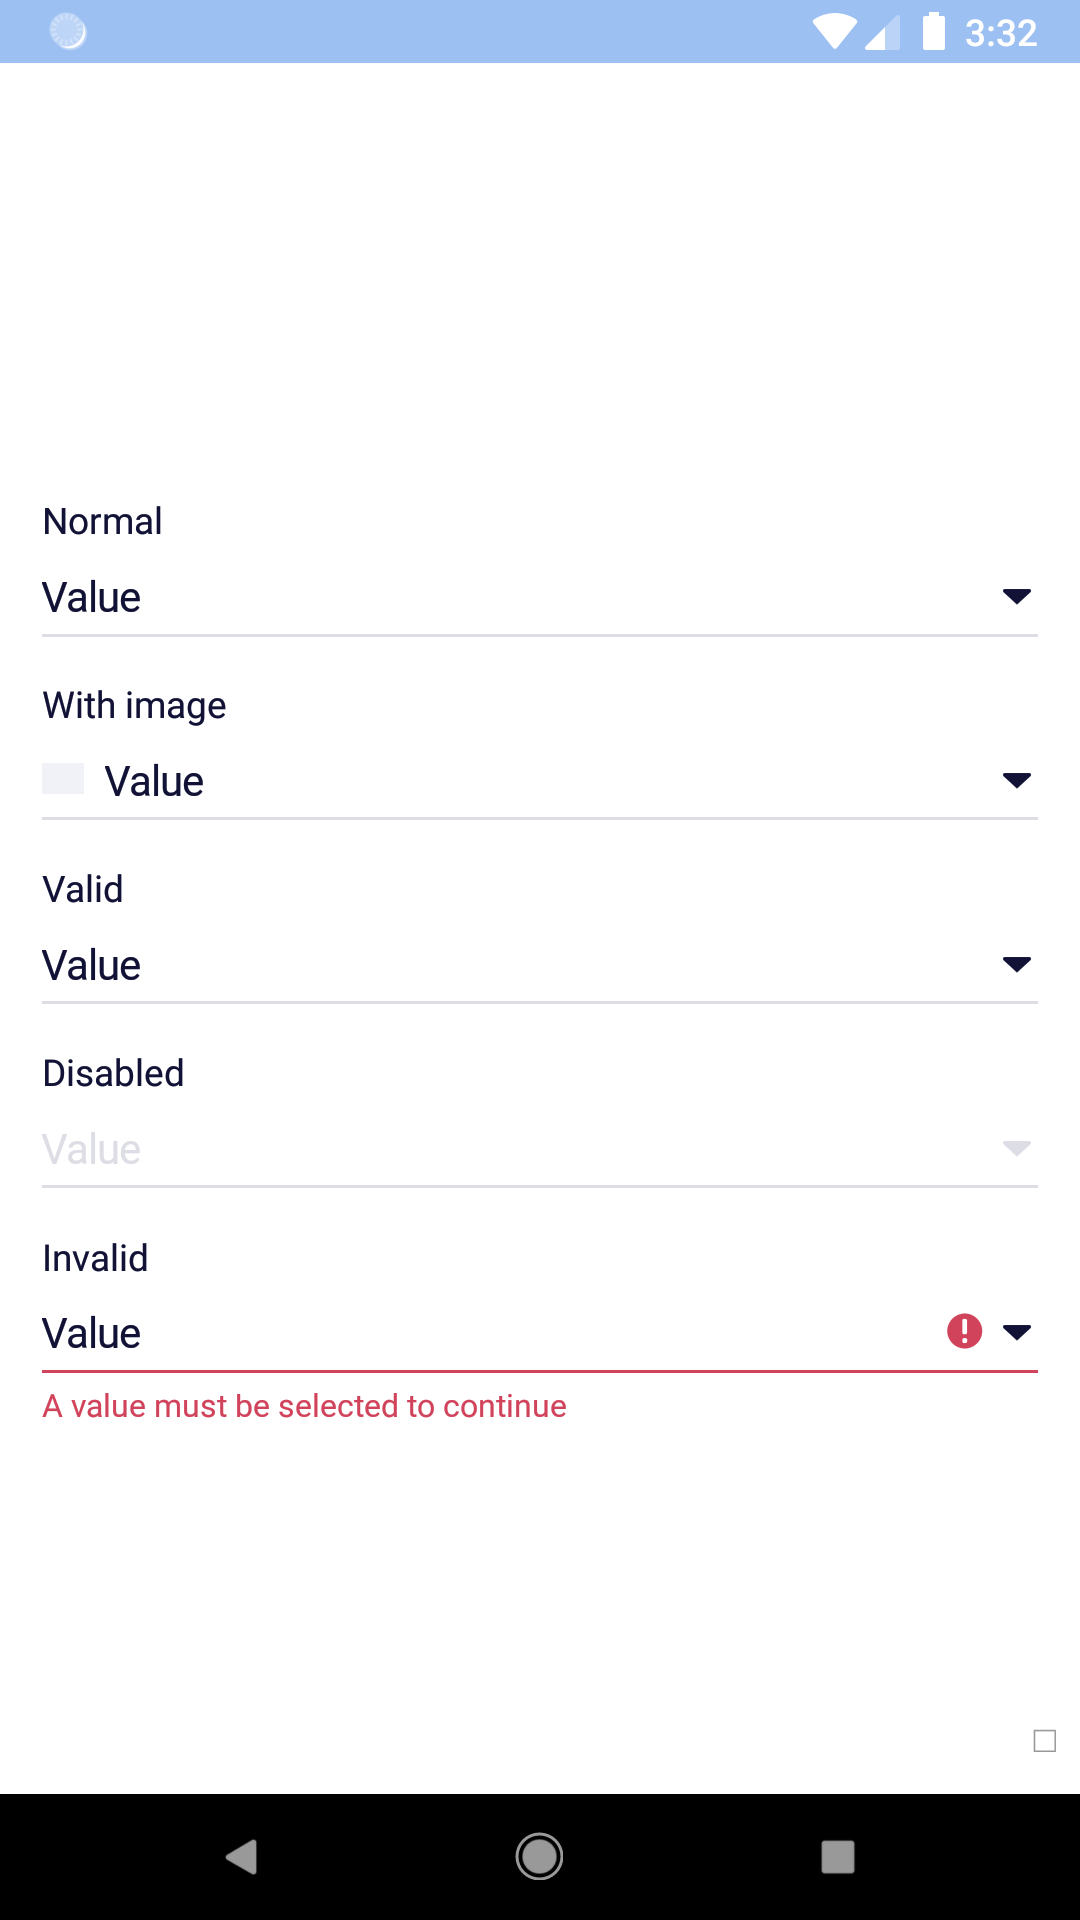 3:32
Normal
Value
With image
Value
Valid
Value
Disabled
Value
Invalid
Value
A value must be selected to continue